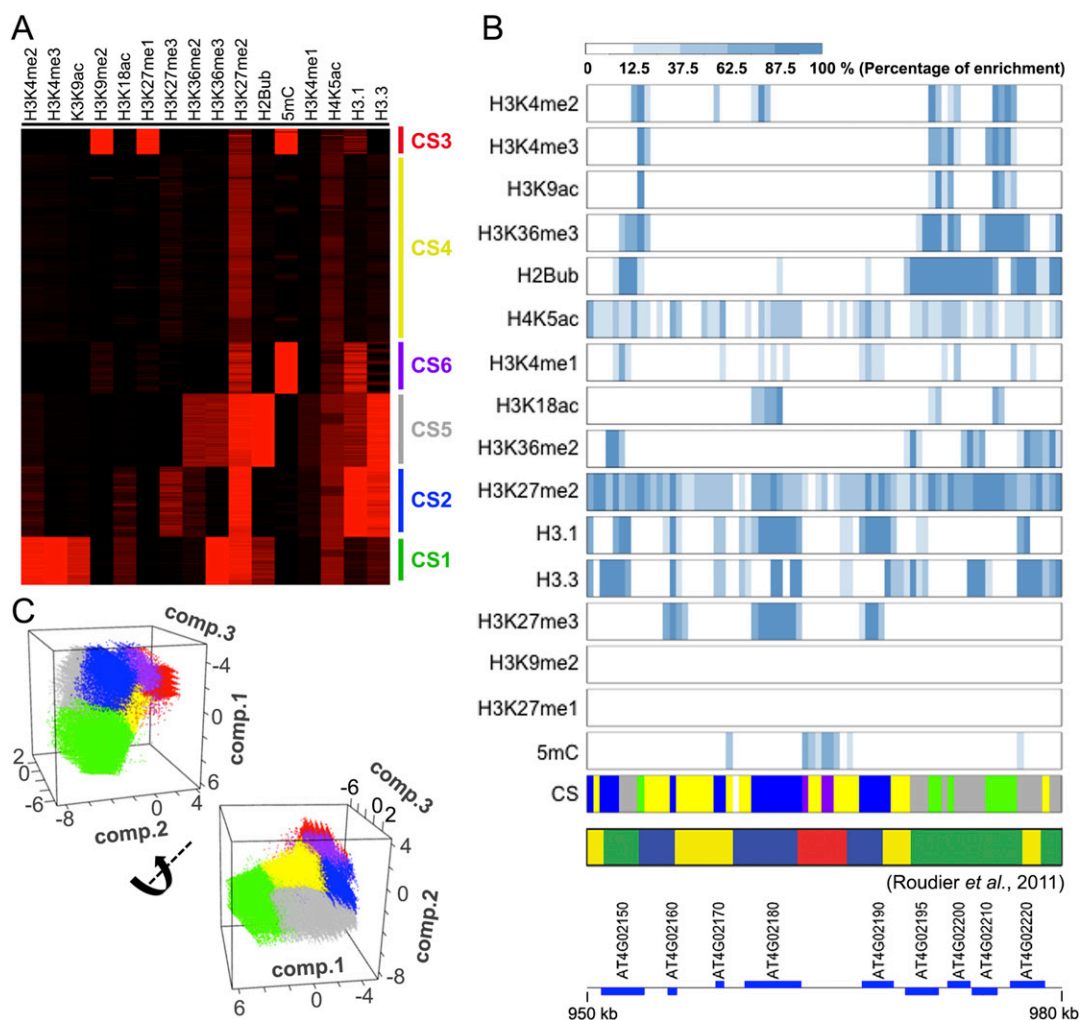 A
H3K4me2
H3K4me3
K3K9ac
H3K9me2
H3K18ac
H3K27me1
H3K27me3
H3K36me2
H3K36me3
H3K27me2
H2Bub
5mC
H3K4me1
H4K5ac
H3.1
H3.3
CS3
CS4
CS6
CS5
CS2
CS1
B
0 12.5 37.5 62.5 87.5 100 % (Percentage of enrichment)
H3K4me2
H3K4me3
H3K9ac
H3K36me3
H2Bub
H4K5ac
H3K4me1
H3K18ac
H3K36me2
H3K27me2
H3.1
H3.3
H3K27me3
H3K9me2
H3K27me1
5mC
CS
(Roudier et al., 2011)
AT4G02150
AT4G02160
AT4G02170
AT4G02180
AT4G02190
AT4G02195
AT4G02200
AT4G02210
AT4G02220
950 kb 980 kb
C
comp.3
-4
0
6
comp.1
2
0
-6
-8
0
4
comp.2
comp.3
-6
0
2
4
0
-8
comp.2
comp.1
6
0
-4